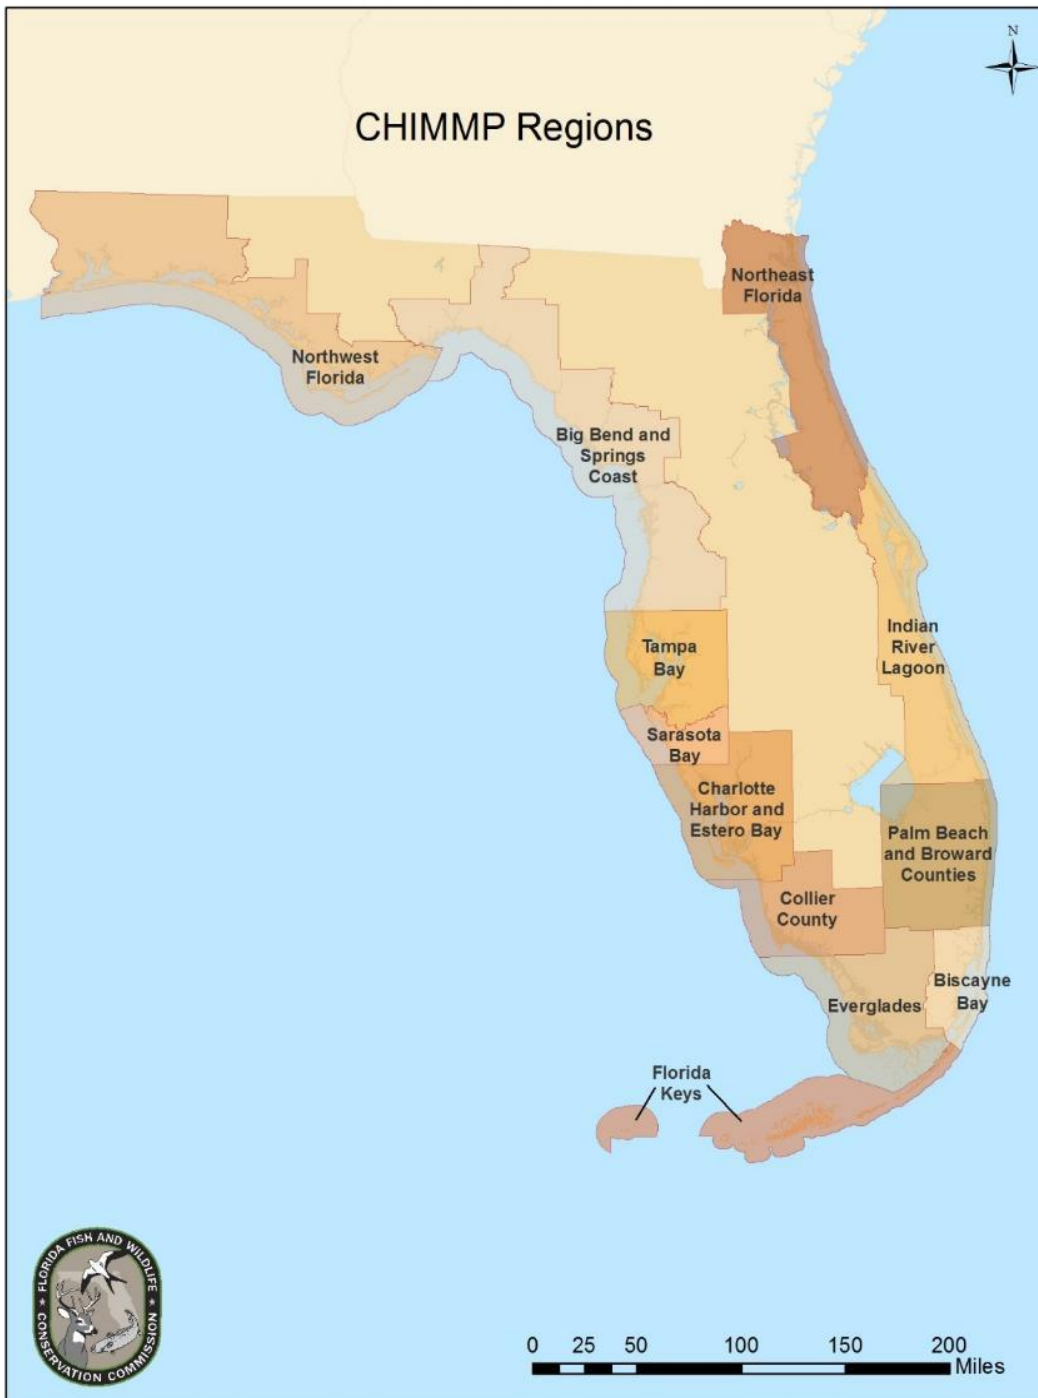 N
CHIMMP Regions
Northeast
Florida
Northwest
Florida
Big Bend and
Springs
Coast
Indian
River
Lagoon
Tampa
Bay
Sarasota
Bay
Charlotte
Harbor and
Estero Bay
Palm Beach
and Broward
Counties
Collier
County
Biscayne
Bay
Everglades
Florida
Keys
FLORIDA FISH AND WILDLIFE
CONSERVATION COMMISSION
0 25 50 100 150 200
Miles